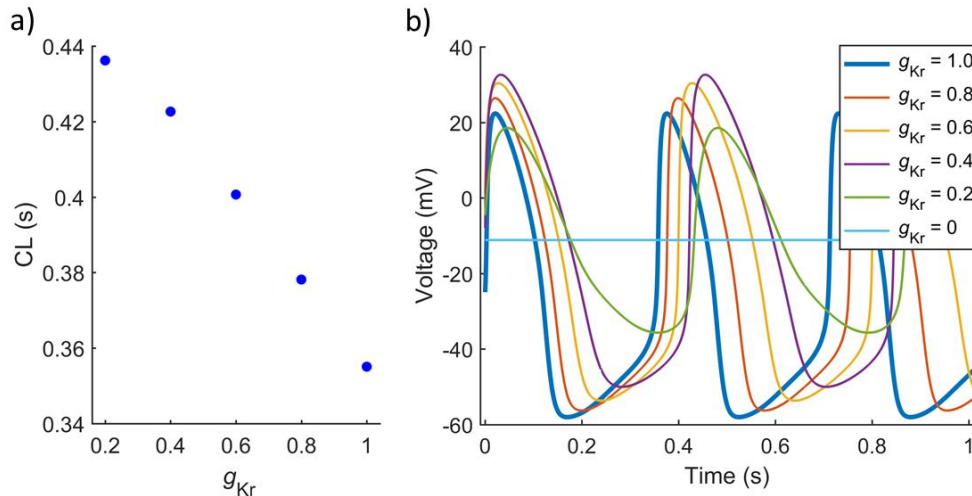 a)
CL (s)
0.44
0.42
0.4
0.38
0.36
0.34
0.2 0.4 0.6 0.8 1
gKr
b)
Voltage (mV)
40
20
0
-20
-40
-60
0 0.2 0.4 0.6 0.8 1
Time (s)
gKr = 1.0
gKr = 0.8
gKr = 0.6
gKr = 0.4
gKr = 0.2
gKr = 0